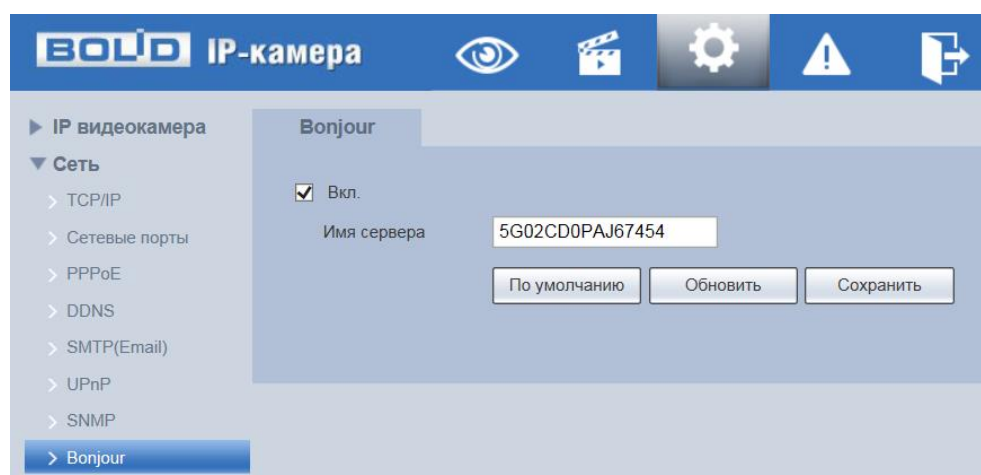 BOLID IP-камера
IP видеокамера
Сеть
TCP/IP
Сетевые порты
PPPoE
DDNS
SMTP(Email)
UPnP
SNMP
Bonjour
Bonjour
Вкл.
Имя сервера 5G02CD0PAJ67454
По умолчанию Обновить Сохранить